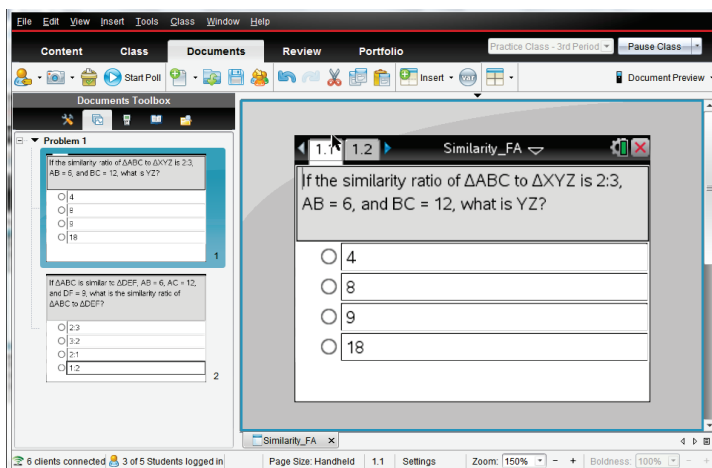 File Edit View Insert Tools Class Window Help
Content Class Documents Review Portfolio
Practice Class - 3rd Period
Pause Class
Start Poll
Insert
Document Preview
Documents Toolbox
Problem 1
If the similarity ratio of ΔABC to ΔXYZ is 2:3,
AB = 6, and BC = 12, what is YZ?
4
8
9
18
1
If ΔABC is similar to ΔDEF, AB = 6, AC = 12,
and DF = 9, what is the similarity ratio of
ΔABC to ΔDEF?
2:3
3:2
2:1
1:2
2
1.1 1.2 Similarity_FA
If the similarity ratio of ΔABC to ΔXYZ is 2:3,
AB = 6, and BC = 12, what is YZ?
4
8
9
18
Similarity_FA
6 clients connected 3 of 5 Students logged in Page Size: Handheld 1.1 Settings Zoom: 150% - + Boldness: 100% - +